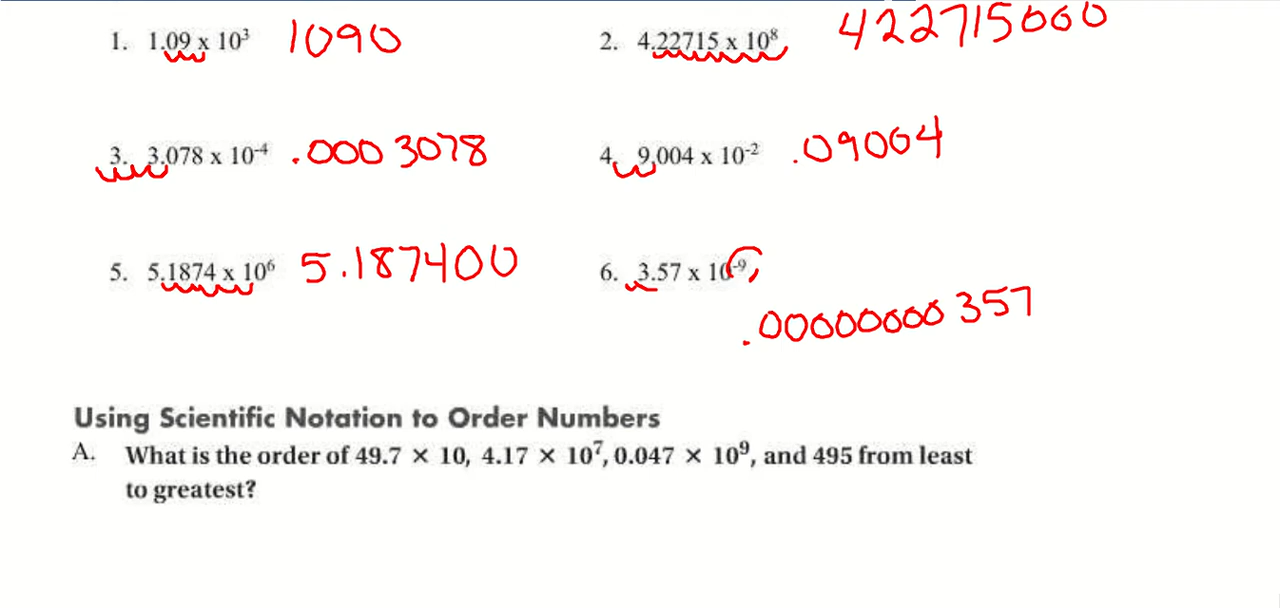 1. 1.09 x 10³ 1090
2. 4.22715 x 10⁸ 422715000
3. 3.078 x 10⁻⁴ .0003078
4. 9.004 x 10⁻² .09004
5. 5.1874 x 10⁶ 5.187400
6. 3.57 x 10⁻⁹
.00000000357
Using Scientific Notation to Order Numbers
A. What is the order of 49.7 × 10, 4.17 × 10⁷, 0.047 × 10⁹, and 495 from least
to greatest?